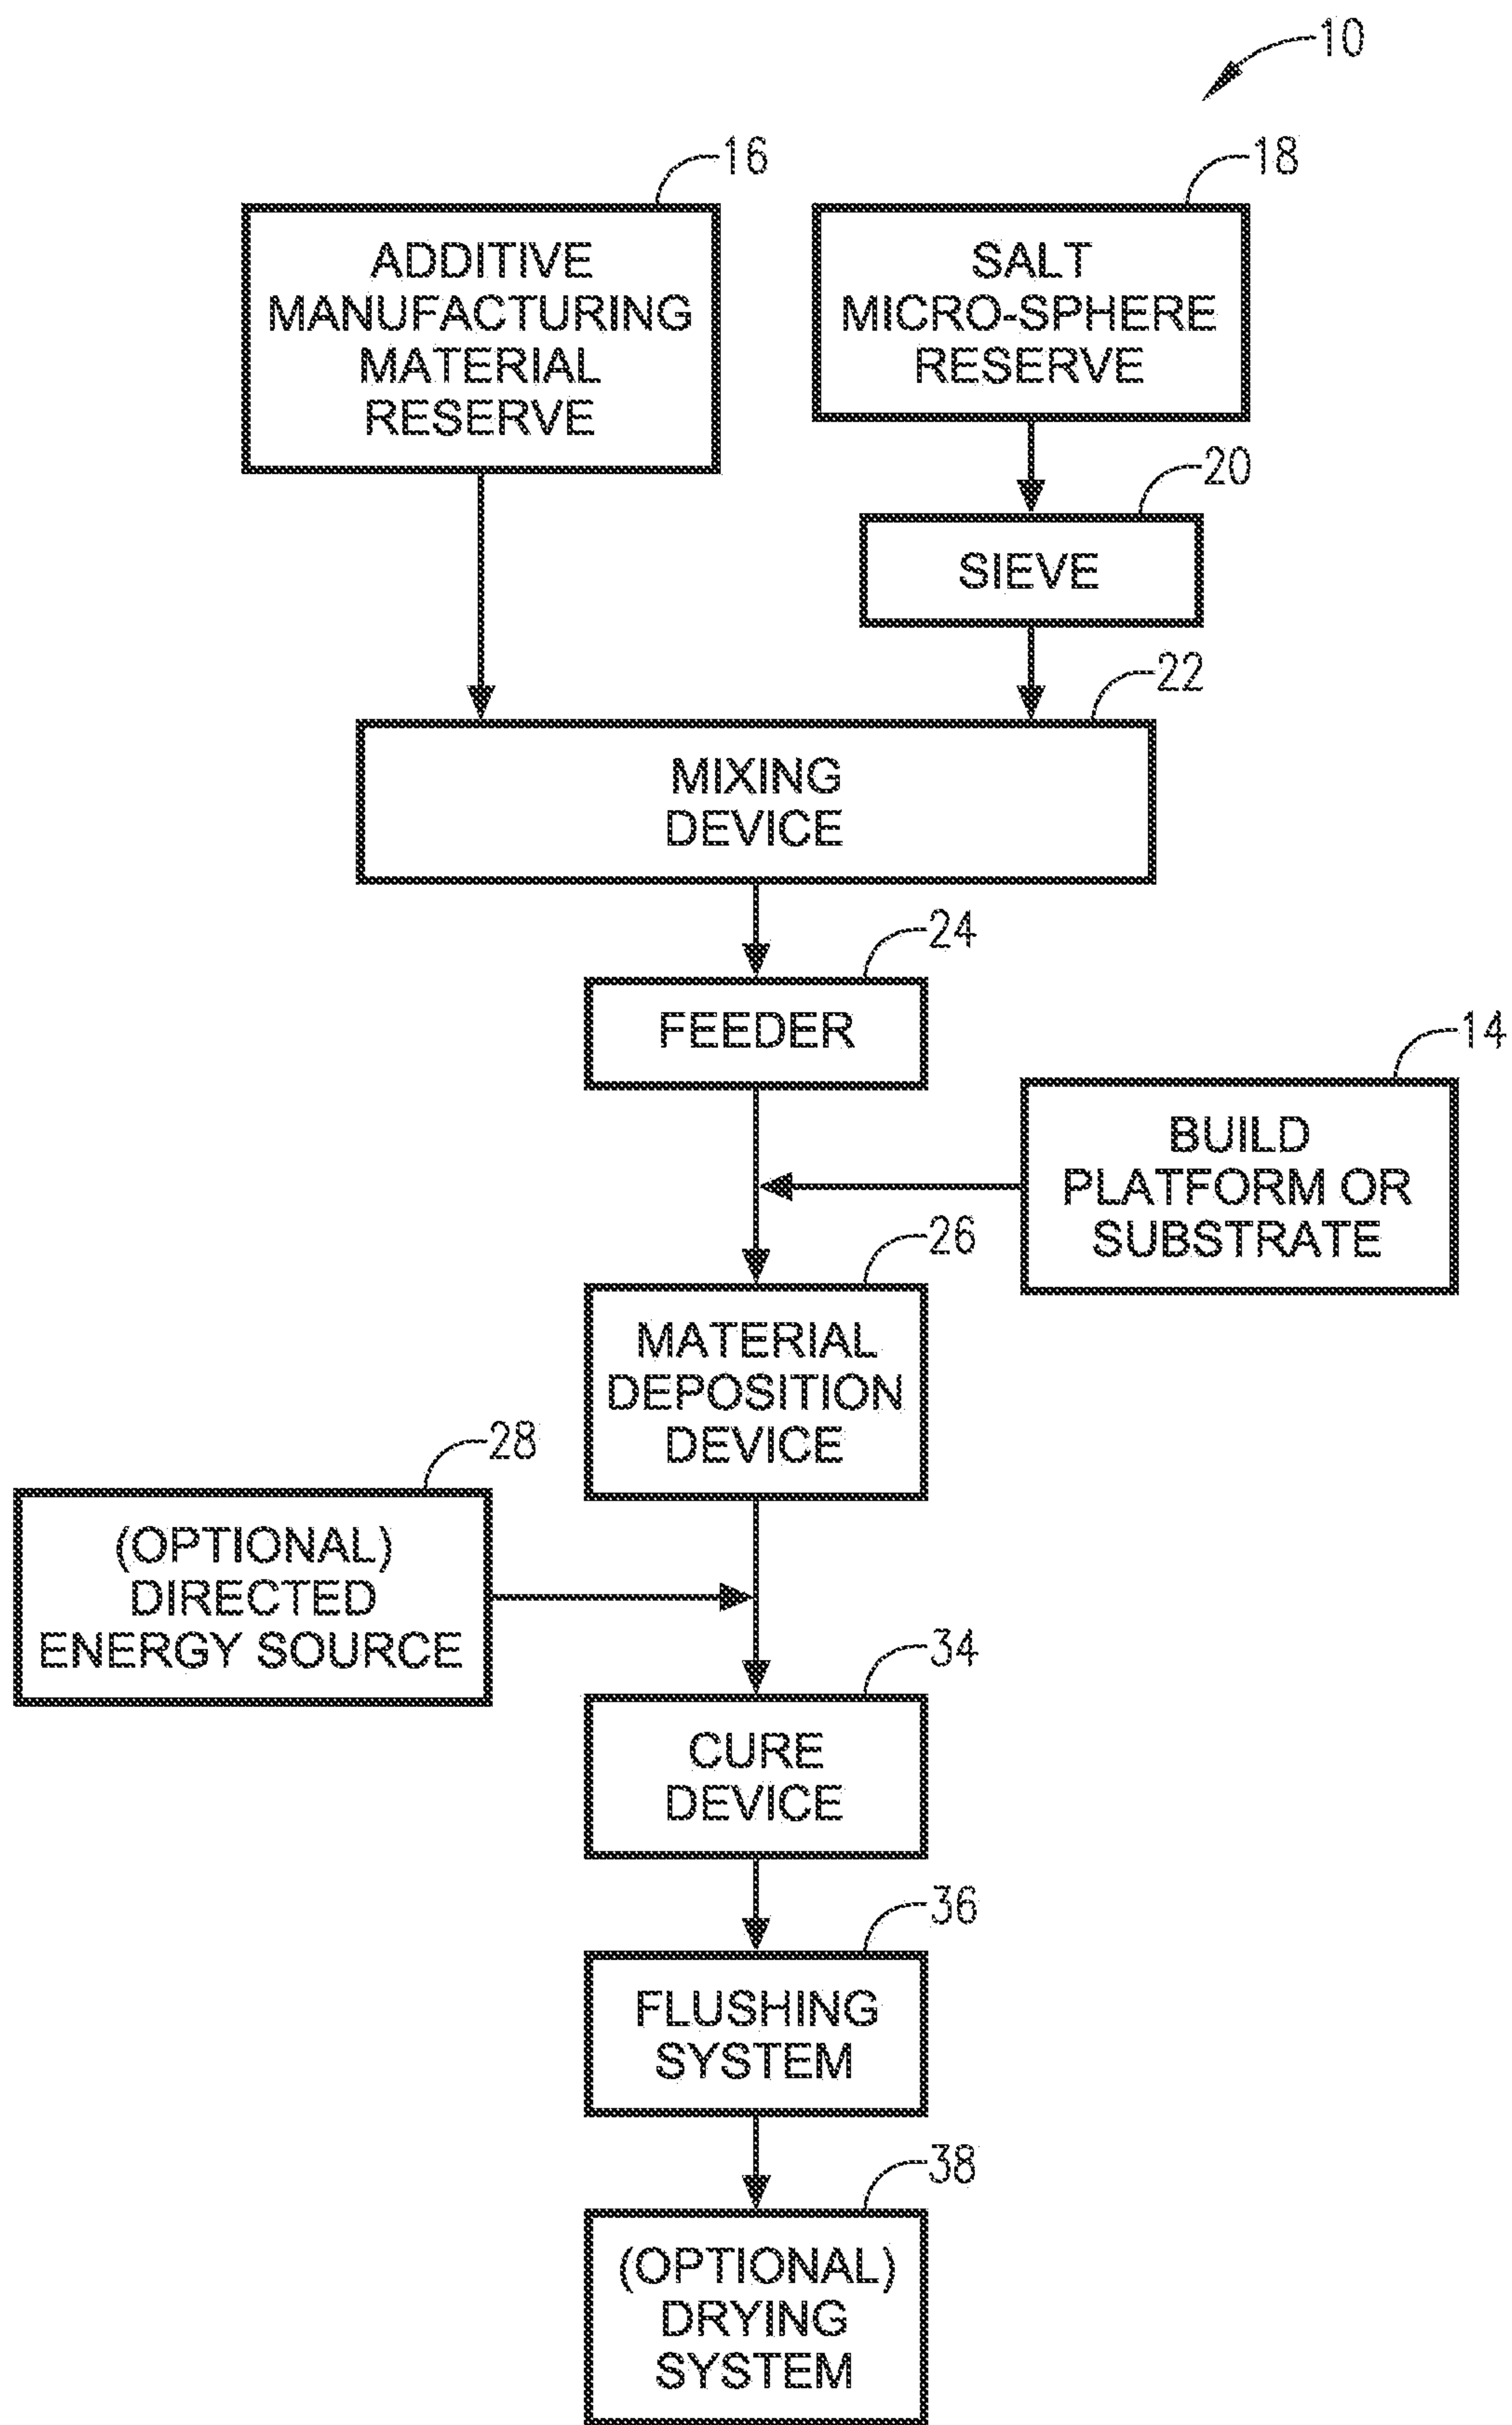 10
16
18
ADDITIVE
MANUFACTURING
MATERIAL
RESERVE
SALT
MICRO-SPHERE
RESERVE
20
SIEVE
22
MIXING
DEVICE
24
FEEDER
14
BUILD
PLATFORM OR
SUBSTRATE
26
MATERIAL
DEPOSITION
DEVICE
28
(OPTIONAL)
DIRECTED
ENERGY SOURCE
34
CURE
DEVICE
36
FLUSHING
SYSTEM
38
(OPTIONAL)
DRYING
SYSTEM